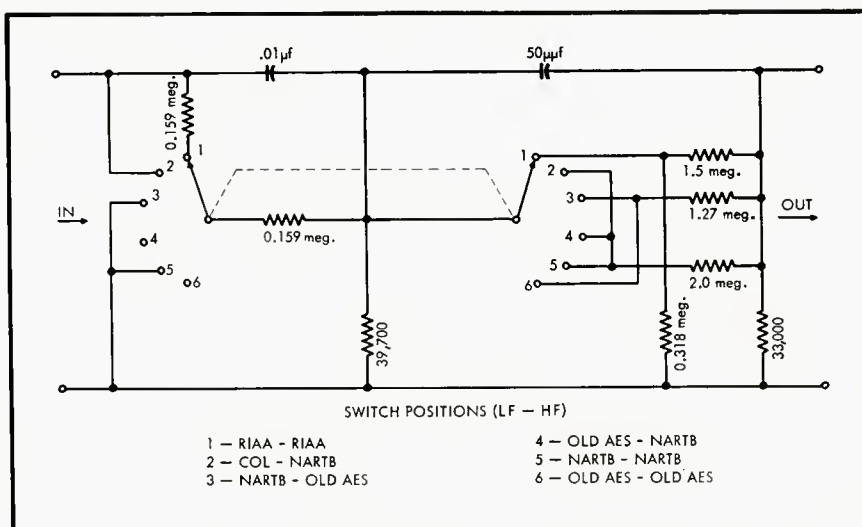 .01µf
50µµf
0.159 meg.
1
2
3
4
5
6
IN
0.159 meg.
39,700
1
2
3
4
5
6
1.5 meg.
1.27 meg.
2.0 meg.
OUT
0.318 meg.
33,000
SWITCH POSITIONS (LF — HF)
1 — RIAA - RIAA
2 — COL - NARTB
3 — NARTB - OLD AES
4 — OLD AES - NARTB
5 — NARTB - NARTB
6 — OLD AES - OLD AES